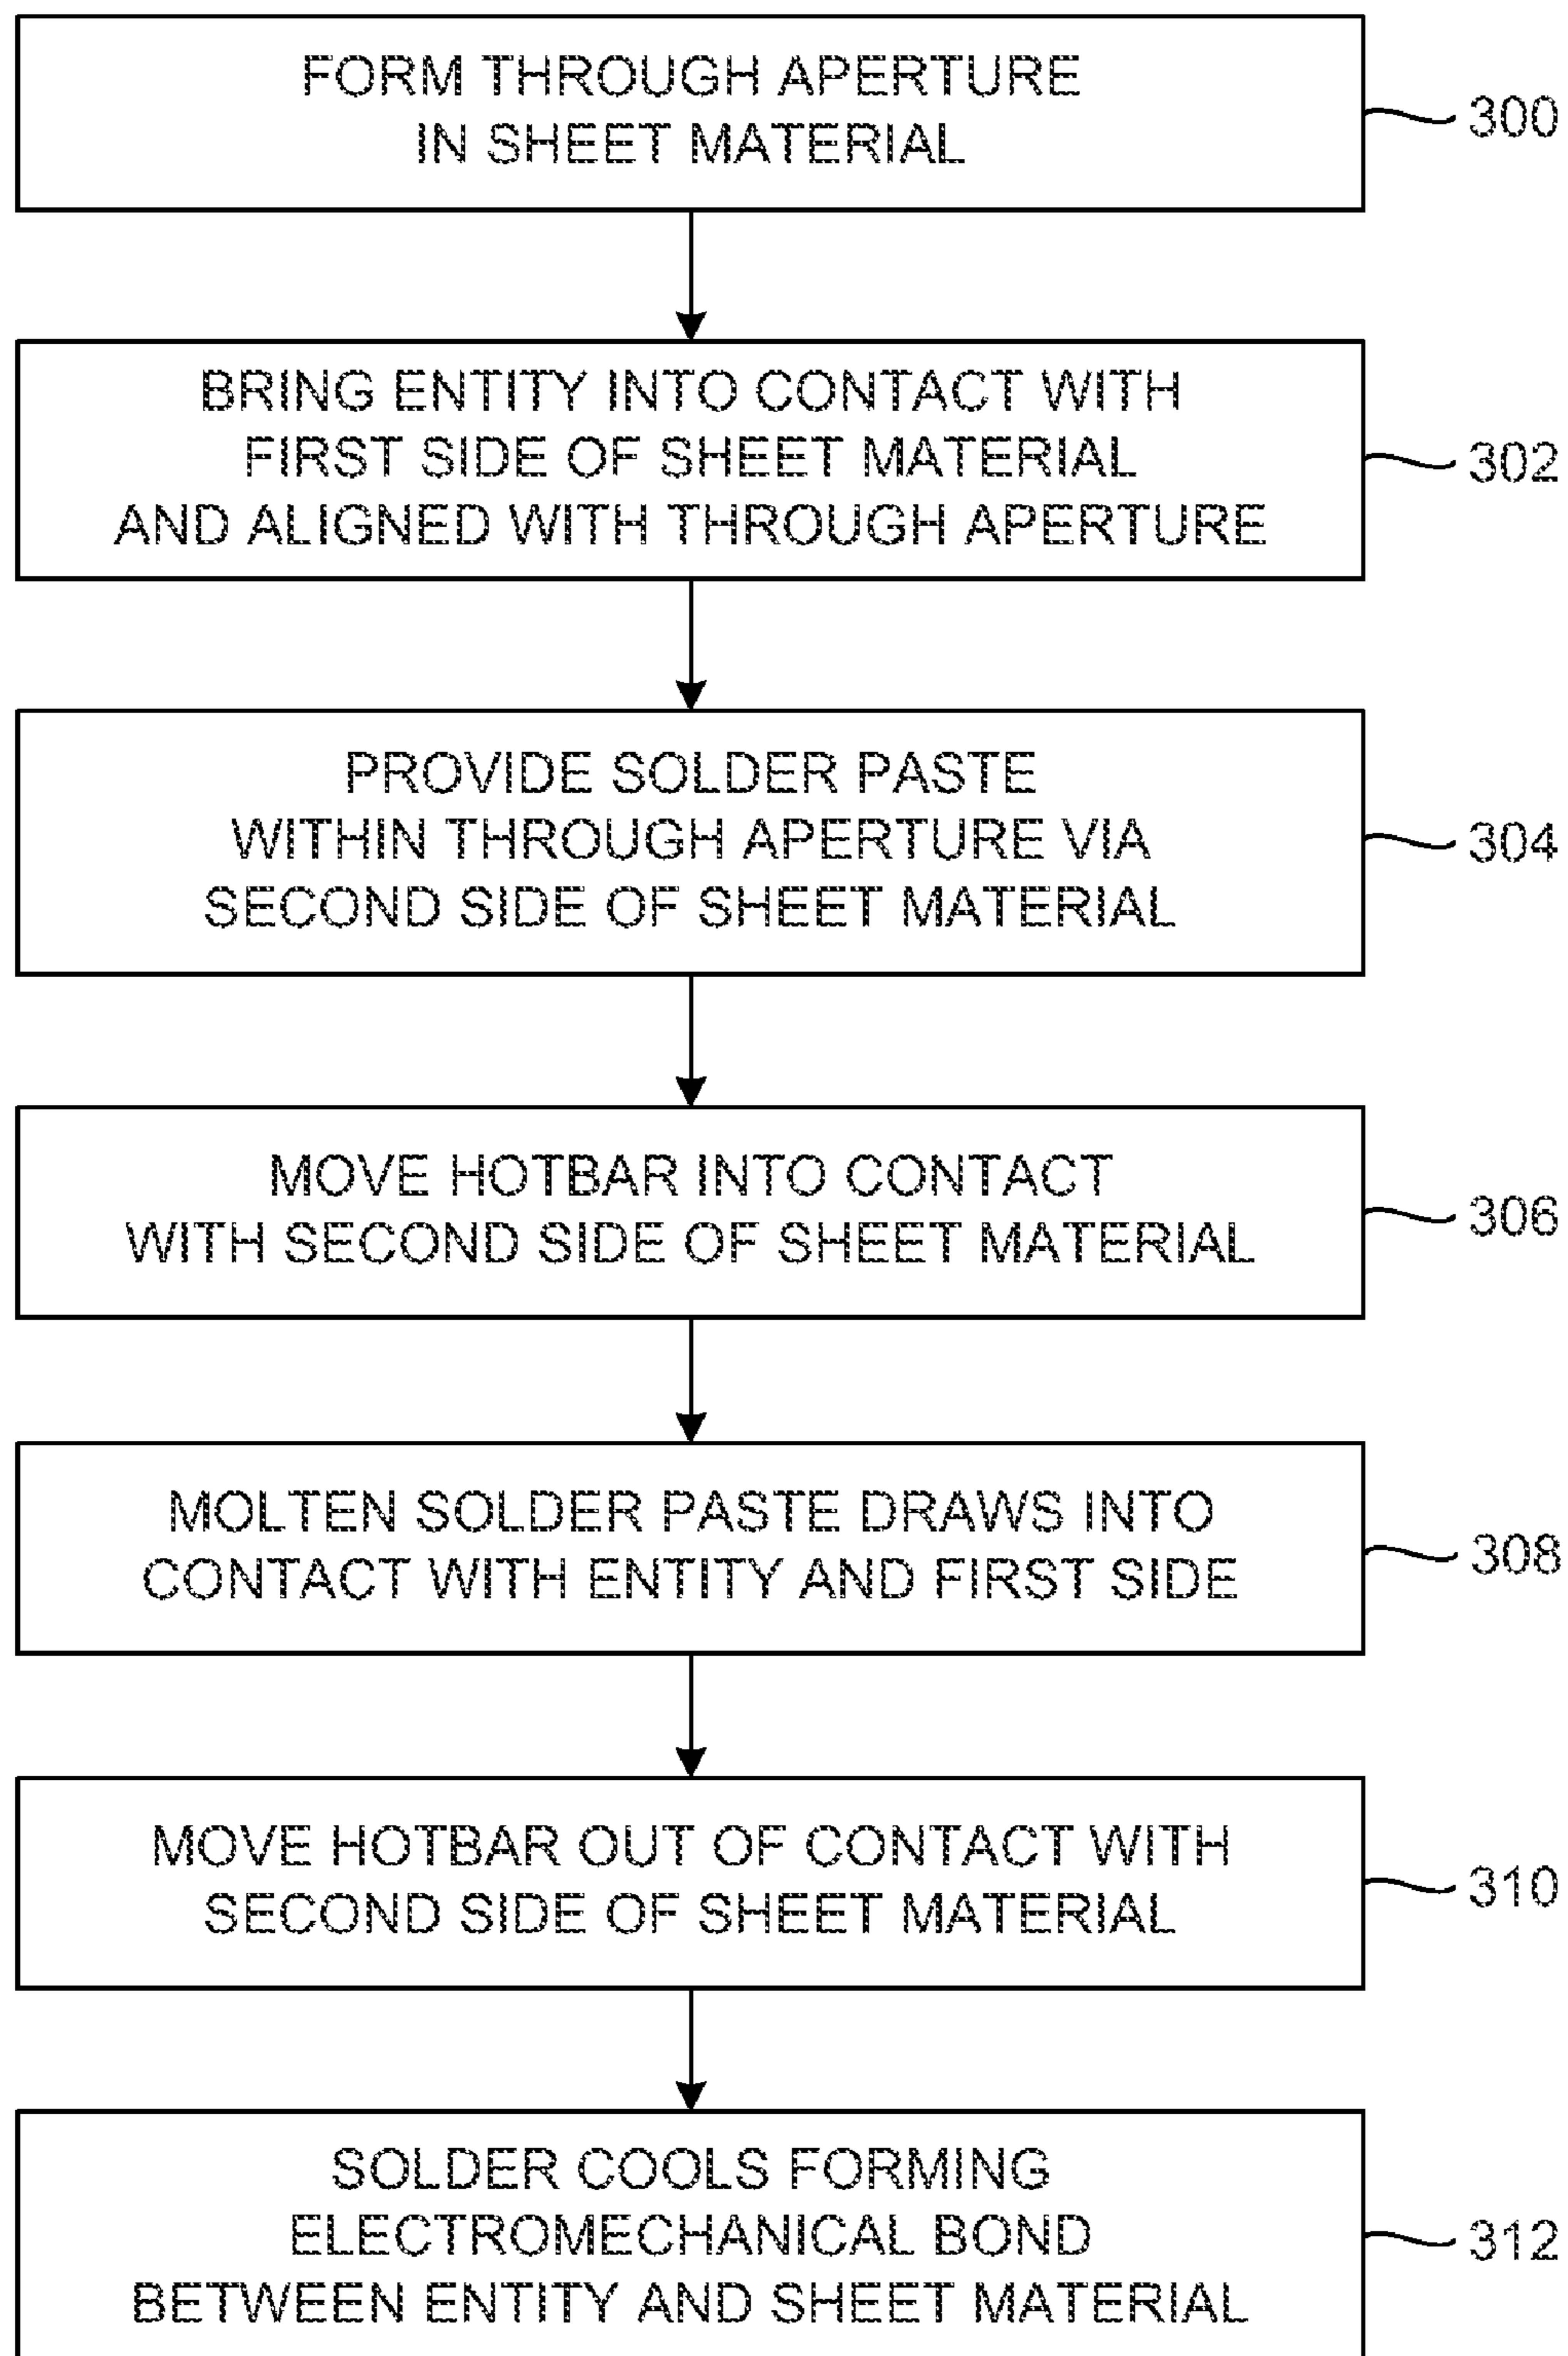 FORM THROUGH APERTURE
IN SHEET MATERIAL
300
BRING ENTITY INTO CONTACT WITH
FIRST SIDE OF SHEET MATERIAL
AND ALIGNED WITH THROUGH APERTURE
302
PROVIDE SOLDER PASTE
WITHIN THROUGH APERTURE VIA
SECOND SIDE OF SHEET MATERIAL
304
MOVE HOTBAR INTO CONTACT
WITH SECOND SIDE OF SHEET MATERIAL
306
MOLTEN SOLDER PASTE DRAWS INTO
CONTACT WITH ENTITY AND FIRST SIDE
308
MOVE HOTBAR OUT OF CONTACT WITH
SECOND SIDE OF SHEET MATERIAL
310
SOLDER COOLS FORMING
ELECTROMECHANICAL BOND
BETWEEN ENTITY AND SHEET MATERIAL
312